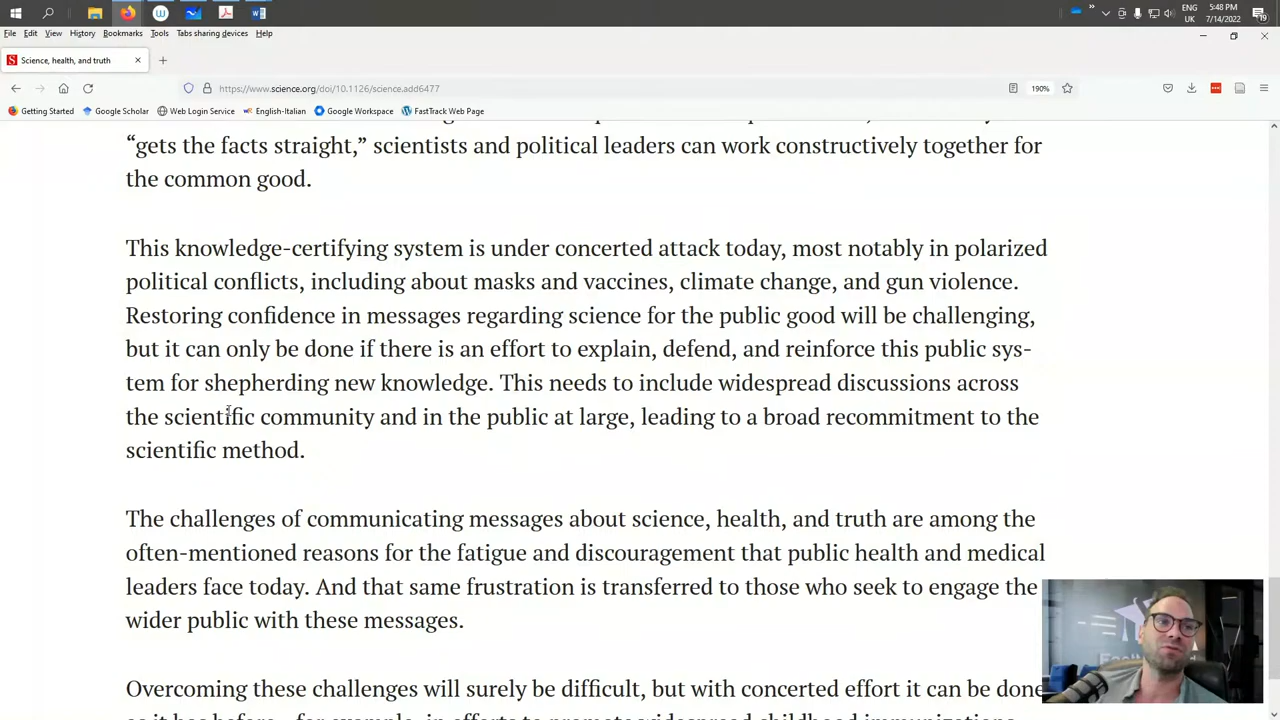 ENG
5:48 PM
UK
7/14/2022
19
File Edit View History Bookmarks Tools Tabs sharing devices Help
Science, health, and truth
https://www.science.org/doi/10.1126/science.add6477
190%
Getting Started Google Scholar Web Login Service English-Italian Google Workspace FastTrack Web Page
“gets the facts straight,” scientists and political leaders can work constructively together for
the common good.
This knowledge-certifying system is under concerted attack today, most notably in polarized
political conflicts, including about masks and vaccines, climate change, and gun violence.
Restoring confidence in messages regarding science for the public good will be challenging,
but it can only be done if there is an effort to explain, defend, and reinforce this public sys-
tem for shepherding new knowledge. This needs to include widespread discussions across
the scientific community and in the public at large, leading to a broad recommitment to the
scientific method.
The challenges of communicating messages about science, health, and truth are among the
often-mentioned reasons for the fatigue and discouragement that public health and medical
leaders face today. And that same frustration is transferred to those who seek to engage the
wider public with these messages.
Overcoming these challenges will surely be difficult, but with concerted effort it can be done